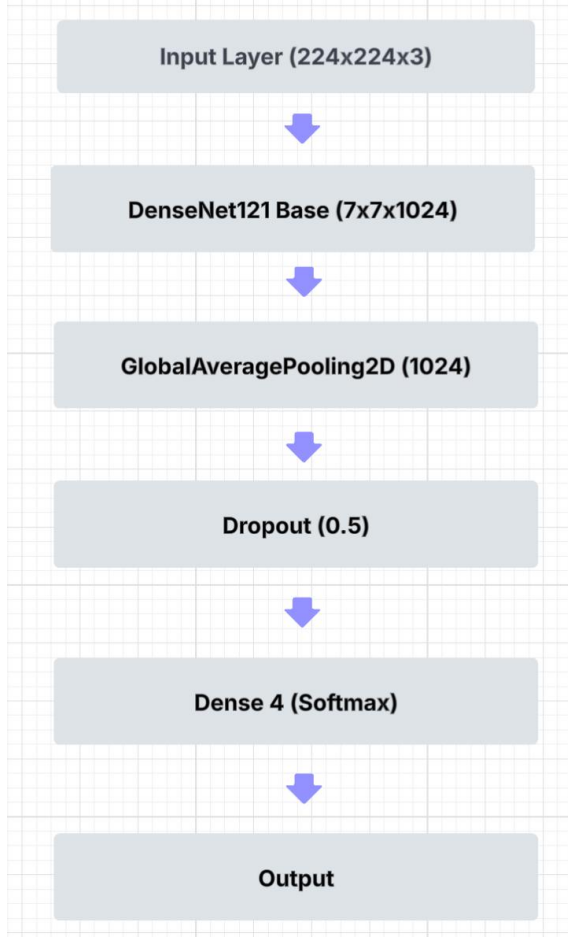 Input Layer (224x224x3)
DenseNet121 Base (7x7x1024)
GlobalAveragePooling2D (1024)
Dropout (0.5)
Dense 4 (Softmax)
Output